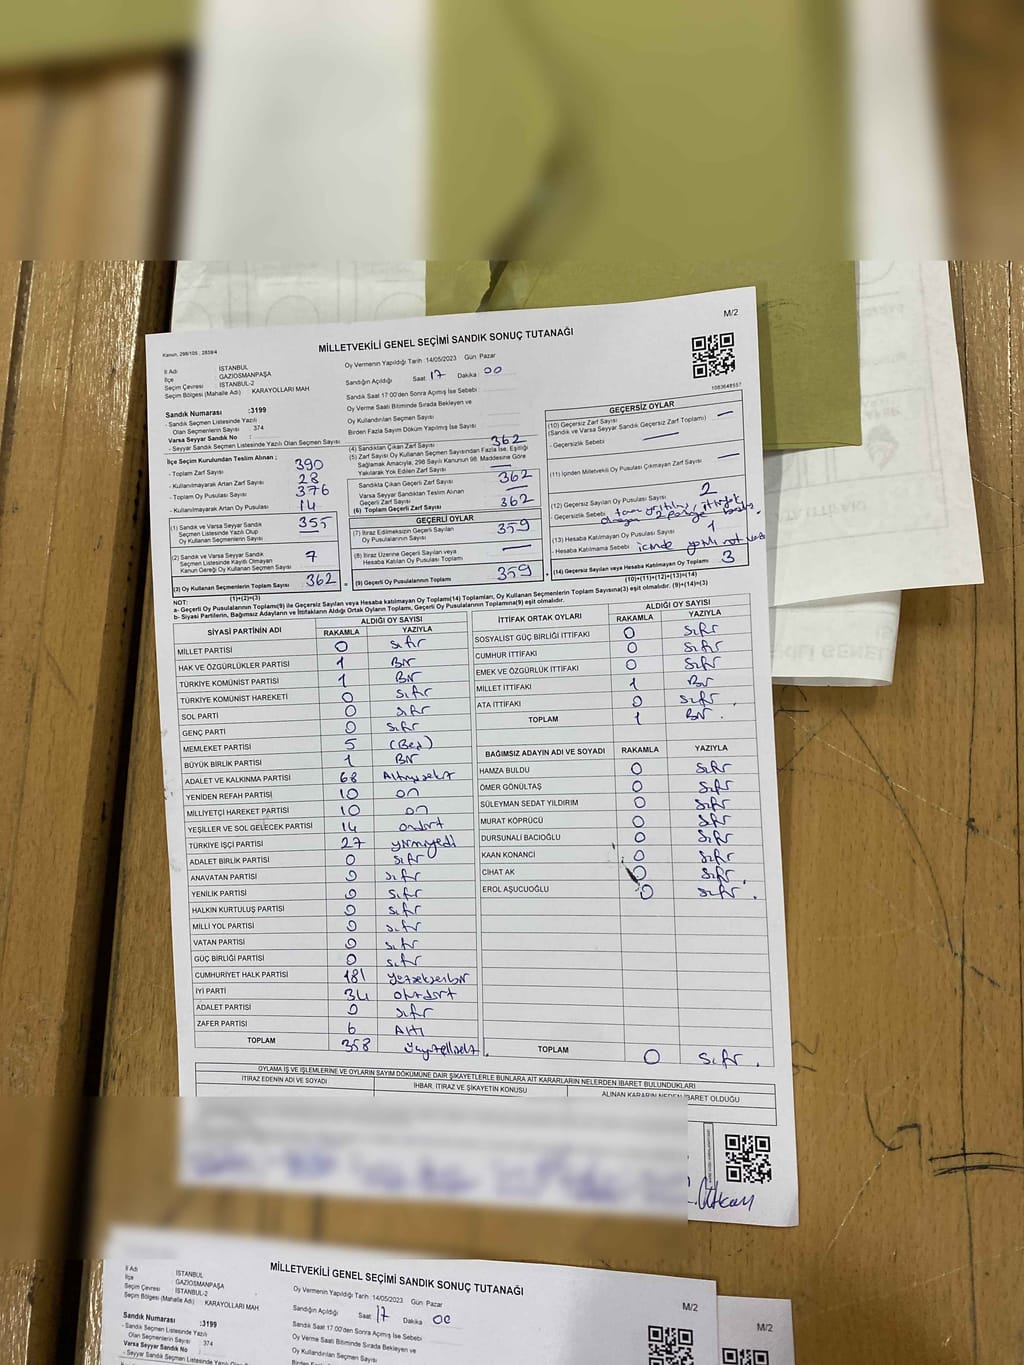 M/2
MİLLETVEKİLİ GENEL SEÇİMİ SANDIK SONUÇ TUTANAĞI
Kanun, 298/105 , 2839/4
İl Adı : İSTANBUL
İlçe : GAZİOSMANPAŞA
Seçim Çevresi : İSTANBUL-2
Seçim Bölgesi (Mahalle Adı) : KARAYOLLARI MAH
Oy Vermenin Yapıldığı Tarih :14/05/2023 Gün :Pazar
Sandığın Açıldığı Saat 17 Dakika 00
Sandık Saat 17:00'den Sonra Açmış İse Sebebi :
Oy Verme Saati Bitiminde Sırada Bekleyen ve
Oy Kullandırılan Seçmen Sayısı
Birden Fazla Sayım Döküm Yapılmış İse Sayısı
1083648557
Sandık Numarası :3199
- Sandık Seçmen Listesinde Yazılı
Olan Seçmenlerin Sayısı : 374
Varsa Seyyar Sandık No :
- Seyyar Sandık Seçmen Listesinde Yazılı Olan Seçmen Sayısı
İlçe Seçim Kurulundan Teslim Alınan ;
- Toplam Zarf Sayısı 390
- Kullanılmayarak Artan Zarf Sayısı 28
- Toplam Oy Pusulası Sayısı 376
- Kullanılmayarak Artan Oy Pusulası 14
(1) Sandık ve Varsa Seyyar Sandık
Seçmen Listesinde Yazılı Olup
Oy Kullanan Seçmenlerin Sayısı 355
(2) Sandık ve Varsa Seyyar Sandık
Seçmen Listesinde Kayıtlı Olmayan
Kanun Gereği Oy Kullanan Seçmen Sayısı 7
(3) Oy Kullanan Seçmenlerin Toplam Sayısı 362
(1)+(2)=(3)
(4) Sandıktan Çıkan Zarf Sayısı 362
(5) Zarf Sayısı Oy Kullanan Seçmen Sayısından Fazla İse, Eşitliği
Sağlamak Amacıyla, 298 Sayılı Kanunun 98. Maddesine Göre
Yakılarak Yok Edilen Zarf Sayısı —
Sandıkta Çıkan Geçerli Zarf Sayısı 362
Varsa Seyyar Sandıktan Teslim Alınan
Geçerli Zarf Sayısı —
(6) Toplam Geçerli Zarf Sayısı 362
GEÇERLİ OYLAR
(7) İtiraz Edilmeksizin Geçerli Sayılan
Oy Pusulasının Sayısı 359
(8) İtiraz Üzerine Geçerli Sayılan veya
Hesaba Katılan Oy Pusulası Toplamı —
(9) Geçerli Oy Pusulalarının Toplamı 359
GEÇERSİZ OYLAR
(10) Geçersiz Zarf Sayısı —
(Sandık ve Varsa Seyyar Sandık Geçersiz Zarf Toplamı)
- Geçersizlik Sebebi —
(11) İçinden Milletvekili Oy Pusulası Çıkmayan Zarf Sayısı —
(12) Geçersiz Sayılan Oy Pusulası Sayısı 2
- Geçersizlik Sebebi ittifak
(13) Hesaba Katılmayan Oy Pusulası Sayısı 1
- Hesaba Katılmama Sebebi içinde yazılı not var
(14) Geçersiz Sayılan veya Hesaba Katılmayan Oy Toplamı 3
(10)+(11)+(12)+(13)=(14)
NOT:
a- Geçerli Oy Pusulalarının Toplamı(9) ile Geçersiz Sayılan veya Hesaba Katılmayan Oy Toplamı(14) Toplamları, Oy Kullanan Seçmenlerin Toplam Sayısına(3) eşit olmalıdır. (9)+(14)=(3)
b- Siyasi Partilerin, Bağımsız Adayların ve İttifakların Aldığı Ortak Oyların Toplamı, Geçerli Oy Pusulalarının Toplamına(9) eşit olmalıdır.
SİYASİ PARTİNİN ADI ALDIĞI OY SAYISI
RAKAMLA YAZIYLA
MİLLET PARTİSİ 0 sıfır
HAK VE ÖZGÜRLÜKLER PARTİSİ 1 Bir
TÜRKİYE KOMÜNİST PARTİSİ 1 Bir
TÜRKİYE KOMÜNİST HAREKETİ 0 sıfır
SOL PARTİ 0 sıfır
GENÇ PARTİ 0 sıfır
MEMLEKET PARTİSİ 5 (Beş)
BÜYÜK BİRLİK PARTİSİ 1 Bir
ADALET VE KALKINMA PARTİSİ 68 Altmışsekiz
YENİDEN REFAH PARTİSİ 10 on
MİLLİYETÇİ HAREKET PARTİSİ 10 on
YEŞİLLER VE SOL GELECEK PARTİSİ 14 ondört
TÜRKİYE İŞÇİ PARTİSİ 27 yirmiyedi
ADALET BİRLİK PARTİSİ 0 sıfır
ANAVATAN PARTİSİ 0 sıfır
YENİLİK PARTİSİ 0 sıfır
HALKIN KURTULUŞ PARTİSİ 0 sıfır
MİLLİ YOL PARTİSİ 0 sıfır
VATAN PARTİSİ 0 sıfır
GÜÇ BİRLİĞİ PARTİSİ 0 sıfır
CUMHURİYET HALK PARTİSİ 181 yüzseksenbir
İYİ PARTİ 34 otuzdört
ADALET PARTİSİ 0 sıfır
ZAFER PARTİSİ 6 Altı
TOPLAM 358 üçyüzellisekiz.
İTTİFAK ORTAK OYLARI ALDIĞI OY SAYISI
RAKAMLA YAZIYLA
SOSYALİST GÜÇ BİRLİĞİ İTTİFAKI 0 sıfır
CUMHUR İTTİFAKI 0 sıfır
EMEK VE ÖZGÜRLÜK İTTİFAKI 0 sıfır
MİLLET İTTİFAKI 1 Bir
ATA İTTİFAKI 0 sıfır.
TOPLAM 1 Bir.
BAĞIMSIZ ADAYIN ADI VE SOYADI RAKAMLA YAZIYLA
HAMZA BULDU 0 sıfır
ÖMER GÖNÜLTAŞ 0 sıfır
SÜLEYMAN SEDAT YILDIRIM 0 sıfır
MURAT KÖPRÜCÜ 0 sıfır
DURSUNALİ BACIOĞLU 0 sıfır
KAAN KONANCI 0 sıfır
CİHAT AK 0 sıfır.
EROL AŞUCUOĞLU 0 sıfır.
TOPLAM 0 sıfır.
OYLAMA İŞ VE İŞLEMLERİNE VE OYLARIN SAYIM DÖKÜMÜNE DAİR ŞİKAYETLERLE BUNLARA AİT KARARLARIN NELERDEN İBARET BULUNDUKLARI
İTİRAZ EDENİN ADI VE SOYADI İHBAR, İTİRAZ VE ŞİKAYETİN KONUSU ALINAN KARARIN NEDEN İBARET OLDUĞU
MİLLETVEKİLİ GENEL SEÇİMİ SANDIK SONUÇ TUTANAĞI
M/2
M/2
İl Adı : İSTANBUL
İlçe : GAZİOSMANPAŞA
Seçim Çevresi : İSTANBUL-2
Seçim Bölgesi (Mahalle Adı) : KARAYOLLARI MAH
Oy Vermenin Yapıldığı Tarih :14/05/2023 Gün :Pazar
Sandığın Açıldığı Saat 17 Dakika 00
Sandık Saat 17:00'den Sonra Açmış İse Sebebi
Oy Verme Saati Bitiminde Sırada Bekleyen ve
Oy Kullandırılan Seçmen Sayısı
Sandık Numarası :3199
- Sandık Seçmen Listesinde Yazılı
Olan Seçmenlerin Sayısı : 374
Varsa Seyyar Sandık No :